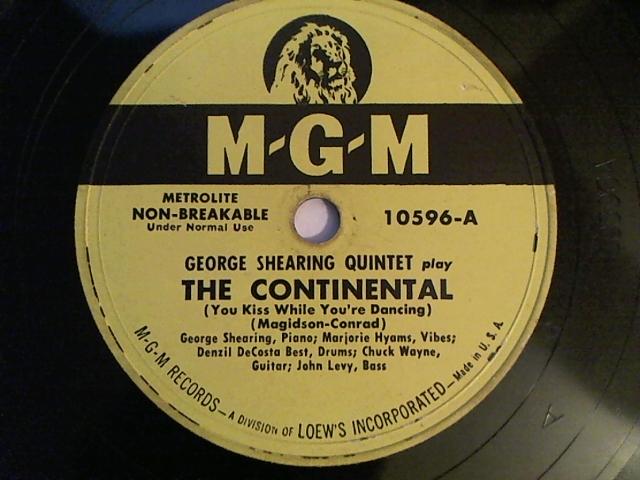 M-G-M
METROLITE
NON-BREAKABLE
Under Normal Use
10596-A
GEORGE SHEARING QUINTET play
THE CONTINENTAL
(You Kiss While You're Dancing)
(Magidson-Conrad)
George Shearing, Piano; Marjorie Hyams, Vibes;
Denzil DeCosta Best, Drums; Chuck Wayne,
Guitar; John Levy, Bass
M-G-M RECORDS—A DIVISION OF LOEW'S INCORPORATED—Made in U. S. A.